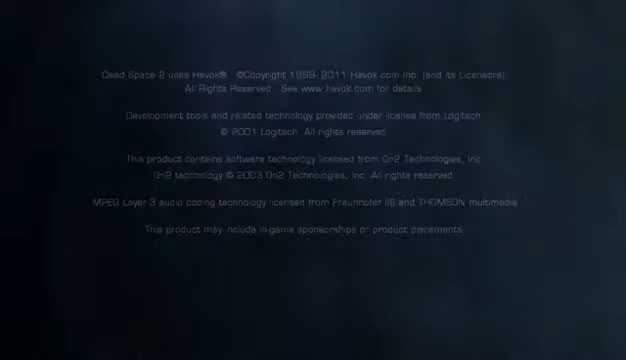 Dead Space 2 uses Havok®  ©Copyright 1999-2011 Havok.com Inc. (and its Licensors).
All Rights Reserved.  See www.havok.com for details.
Development tools and related technology provided under license from Logitech.
© 2001 Logitech. All rights reserved.
This product contains software technology licensed from On2 Technologies, Inc.
On2 technology © 2003 On2 Technologies, Inc. All rights reserved.
MPEG Layer-3 audio coding technology licensed from Fraunhofer IIS and THOMSON multimedia.
This product may include in-game sponsorships or product placements.